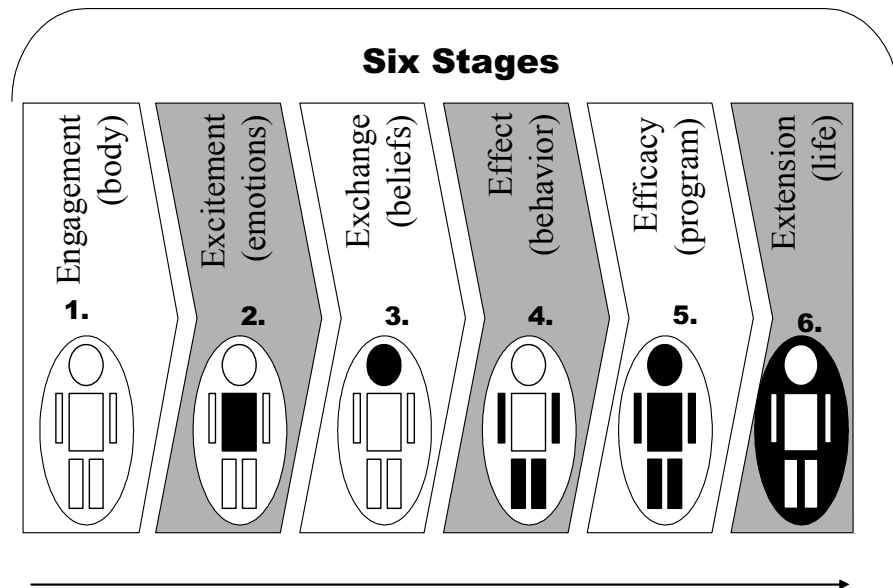 Six Stages
Engagement
(body)
1.
Excitement
(emotions)
2.
Exchange
(beliefs)
3.
Effect
(behavior)
4.
Efficacy
(program)
5.
Extension
(life)
6.